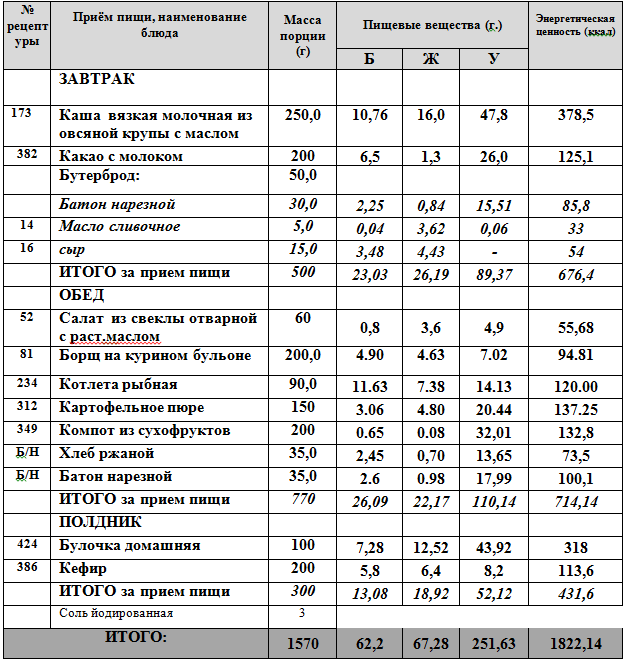 № рецептуры | Приём пищи, наименование блюда | Масса порции (г) | Пищевые вещества (г.) | Энергетическая ценность (ккал)
Б | Ж | У
ЗАВТРАК
173 | Каша вязкая молочная из овсяной крупы с маслом | 250,0 | 10,76 | 16,0 | 47,8 | 378,5
382 | Какао с молоком | 200 | 6,5 | 1,3 | 26,0 | 125,1
Бутерброд: | 50,0
Батон нарезной | 30,0 | 2,25 | 0,84 | 15,51 | 85,8
14 | Масло сливочное | 5,0 | 0,04 | 3,62 | 0,06 | 33
16 | сыр | 15,0 | 3,48 | 4,43 | - | 54
ИТОГО за прием пищи | 500 | 23,03 | 26,19 | 89,37 | 676,4
ОБЕД
52 | Салат из свеклы отварной с раст.маслом | 60 | 0,8 | 3,6 | 4,9 | 55,68
81 | Борщ на курином бульоне | 200,0 | 4.90 | 4.63 | 7.02 | 94.81
234 | Котлета рыбная | 90,0 | 11.63 | 7.38 | 14.13 | 120.00
312 | Картофельное пюре | 150 | 3.06 | 4.80 | 20.44 | 137.25
349 | Компот из сухофруктов | 200 | 0.65 | 0.08 | 32,01 | 132,8
Б/Н | Хлеб ржаной | 35,0 | 2,45 | 0,70 | 13,65 | 73,5
Б/Н | Батон нарезной | 35,0 | 2.6 | 0.98 | 17,99 | 100,1
ИТОГО за прием пищи | 770 | 26,09 | 22,17 | 110,14 | 714,14
ПОЛДНИК
424 | Булочка домашняя | 100 | 7,28 | 12,52 | 43,92 | 318
386 | Кефир | 200 | 5,8 | 6,4 | 8,2 | 113,6
ИТОГО за прием пищи | 300 | 13,08 | 18,92 | 52,12 | 431,6
Соль йодированная | 3
ИТОГО: | 1570 | 62,2 | 67,28 | 251,63 | 1822,14